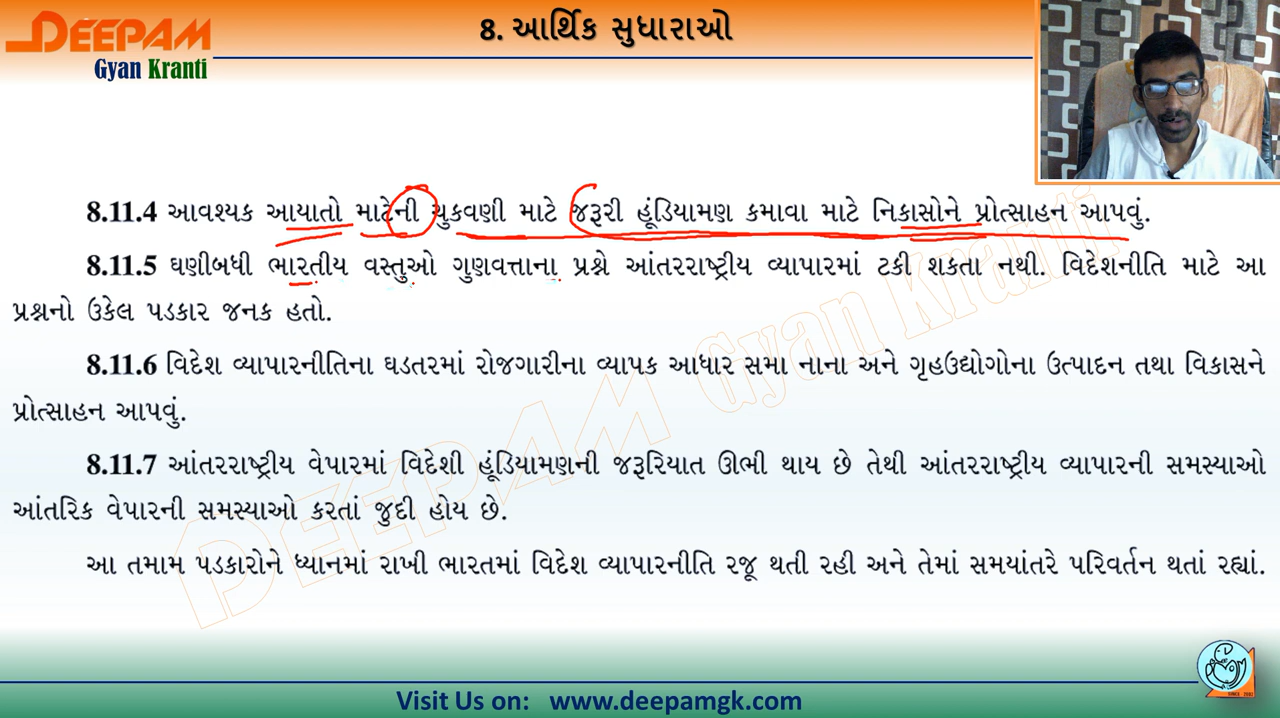 DEEPAM
Gyan Kranti
8. આર્થિક સુધારાઓ
8.11.4 આવશ્યક આયાતો માટેની ચુકવણી માટે જરૂરી હૂંડિયામણ કમાવા માટે નિકાસોને પ્રોત્સાહન આપવું.
8.11.5 ઘણીબધી ભારતીય વસ્તુઓ ગુણવત્તાના પ્રશ્ને આંતરરાષ્ટ્રીય વ્યાપારમાં ટકી શકતા નથી. વિદેશનીતિ માટે આ
પ્રશ્નનો ઉકેલ પડકાર જનક હતો.
8.11.6 વિદેશ વ્યાપારનીતિના ઘડતરમાં રોજગારીના વ્યાપક આધાર સમા નાના અને ગૃહઉદ્યોગોના ઉત્પાદન તથા વિકાસને
પ્રોત્સાહન આપવું.
8.11.7 આંતરરાષ્ટ્રીય વેપારમાં વિદેશી હૂંડિયામણની જરૂરિયાત ઊભી થાય છે તેથી આંતરરાષ્ટ્રીય વ્યાપારની સમસ્યાઓ
આંતરિક વેપારની સમસ્યાઓ કરતાં જુદી હોય છે.
આ તમામ પડકારોને ધ્યાનમાં રાખી ભારતમાં વિદેશ વ્યાપારનીતિ રજૂ થતી રહી અને તેમાં સમયાંતરે પરિવર્તન થતાં રહ્યાં.
DEEPAM Gyan Kranti
Visit Us on: www.deepamgk.com